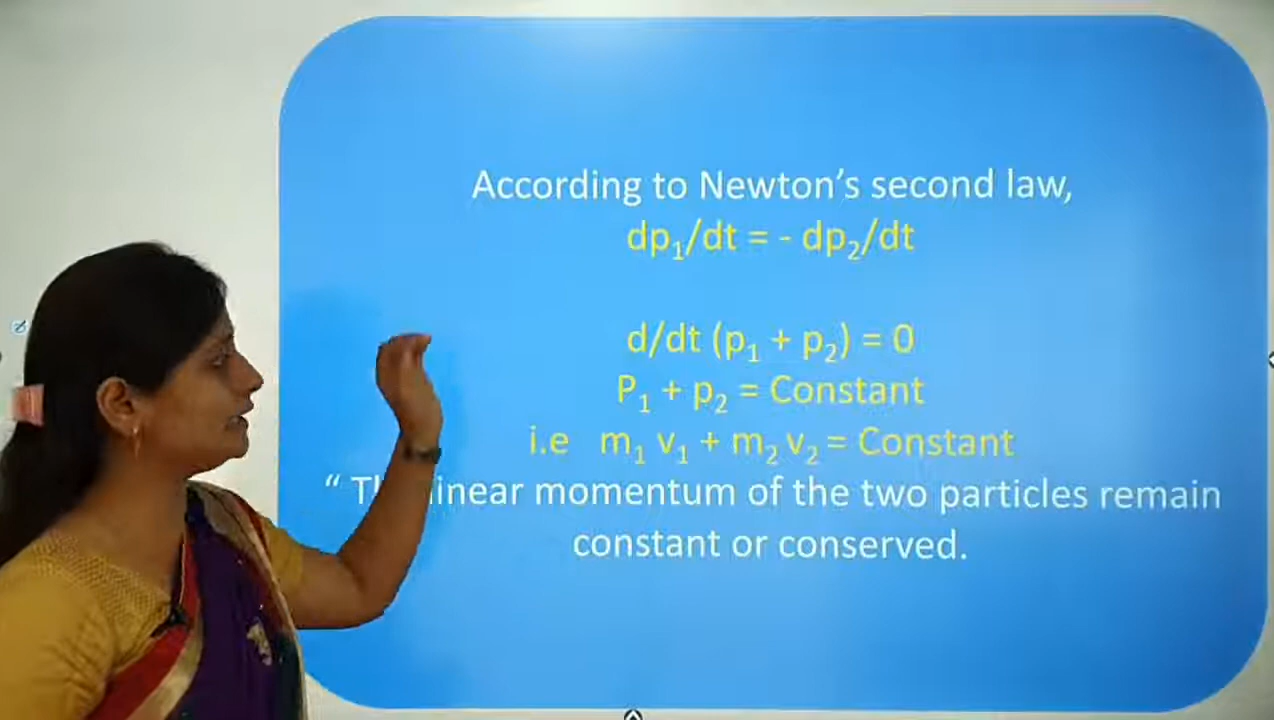 According to Newton’s second law,
dp₁/dt = - dp₂/dt
d/dt (p₁ + p₂) = 0
P₁ + p₂ = Constant
i.e m₁ v₁ + m₂ v₂ = Constant
“ linear momentum of the two particles remain
constant or conserved.